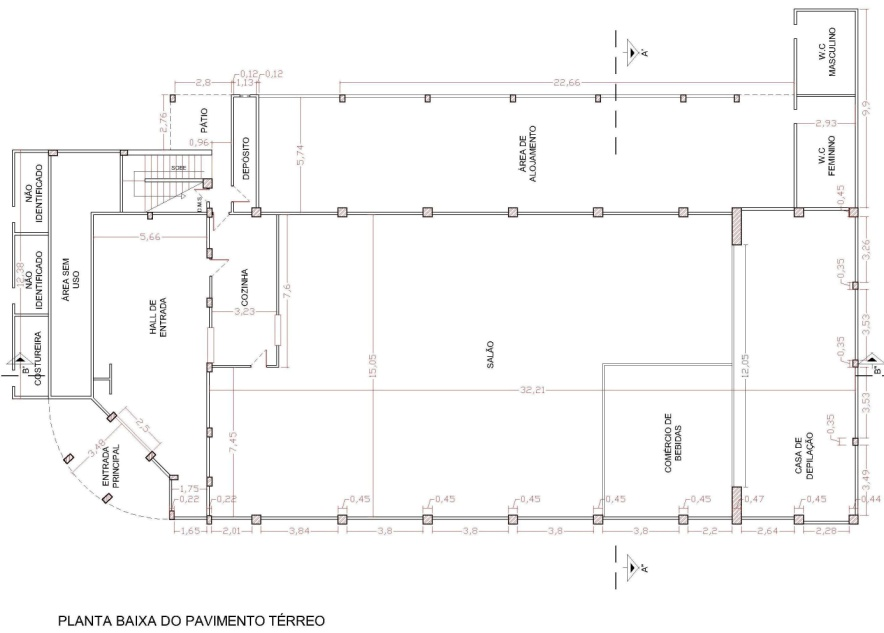 W.C
MASCULINO
A'
0,12
0,12
2,8
1,13
22,66
9,9
2,76
PÁTIO
0,96
DEPÓSITO
5,74
ÁREA DE
ALOJAMENTO
2,93
W.C
FEMININO
0,45
NÃO
IDENTIFICADO
SOBE
5,66
12,38
NÃO
IDENTIFICADO
ÁREA SEM
USO
HALL DE
ENTRADA
COZINHA
3,23
7,6
15,05
3,26
0,35
3,53
COSTUREIRA
B'
SALÃO
32,21
12,05
0,35
B'
3,53
7,45
COMÉRCIO DE
BEBIDAS
CASA DE
DEPILAÇÃO
0,35
3,49
2,5
3,48
ENTRADA
PRINCIPAL
1,75
0,22
0,22
0,45
0,45
0,45
0,45
0,45
0,47
0,45
0,44
1,65
2,01
3,84
3,8
3,8
3,8
3,8
2,2
2,64
2,28
A'
PLANTA BAIXA DO PAVIMENTO TÉRREO